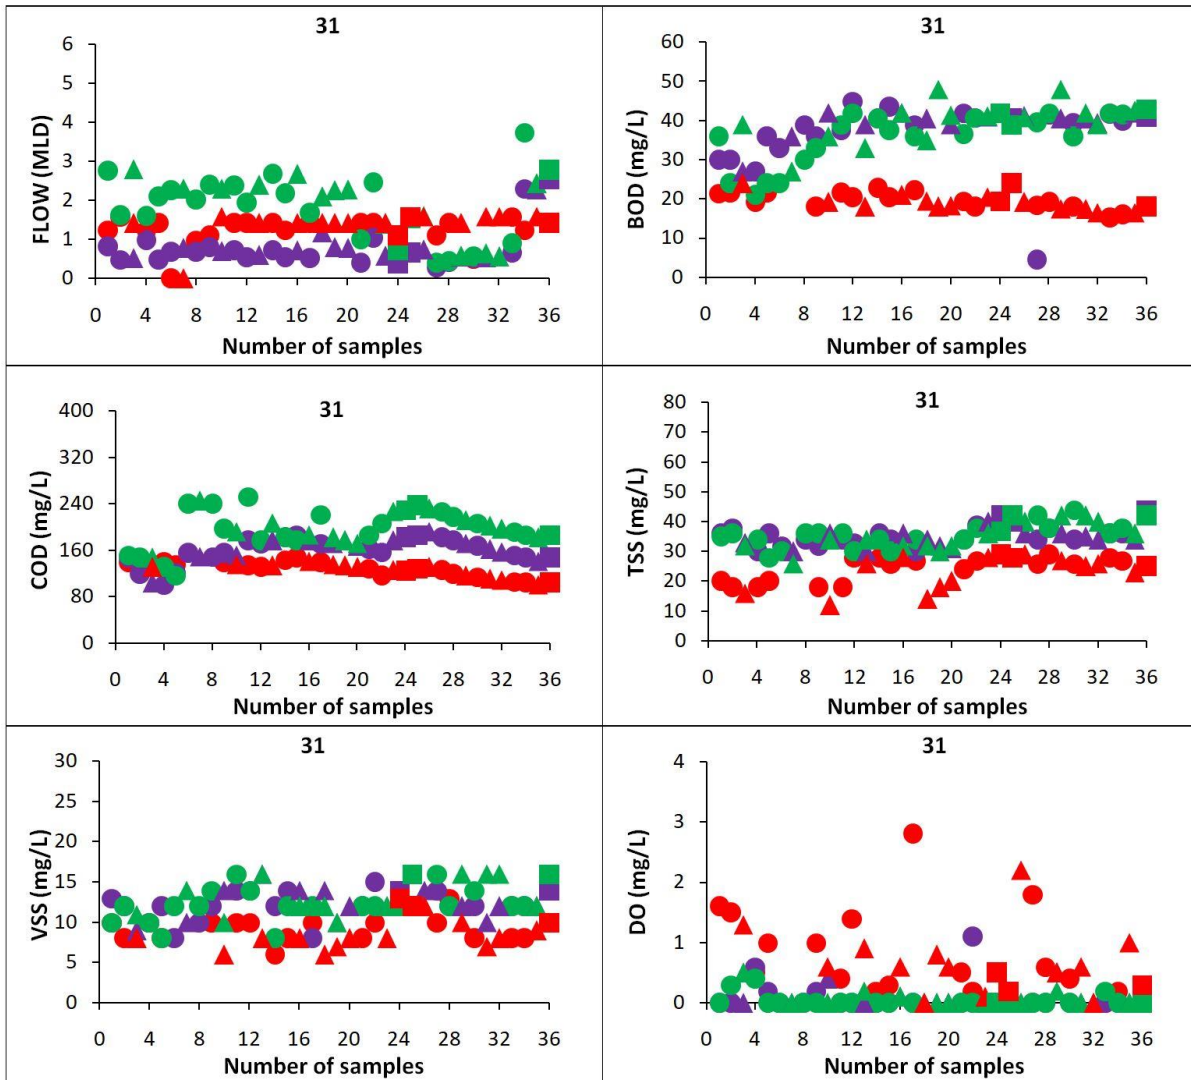 31
FLOW (MLD)
6
5
4
3
2
1
0
0 4 8 12 16 20 24 28 32 36
Number of samples
31
BOD (mg/L)
60
50
40
30
20
10
0
0 4 8 12 16 20 24 28 32 36
Number of samples
31
COD (mg/L)
400
320
240
160
80
0
0 4 8 12 16 20 24 28 32 36
Number of samples
31
TSS (mg/L)
80
70
60
50
40
30
20
10
0
0 4 8 12 16 20 24 28 32 36
Number of samples
31
VSS (mg/L)
30
25
20
15
10
5
0
0 4 8 12 16 20 24 28 32 36
Number of samples
31
DO (mg/L)
4
3
2
1
0
0 4 8 12 16 20 24 28 32 36
Number of samples